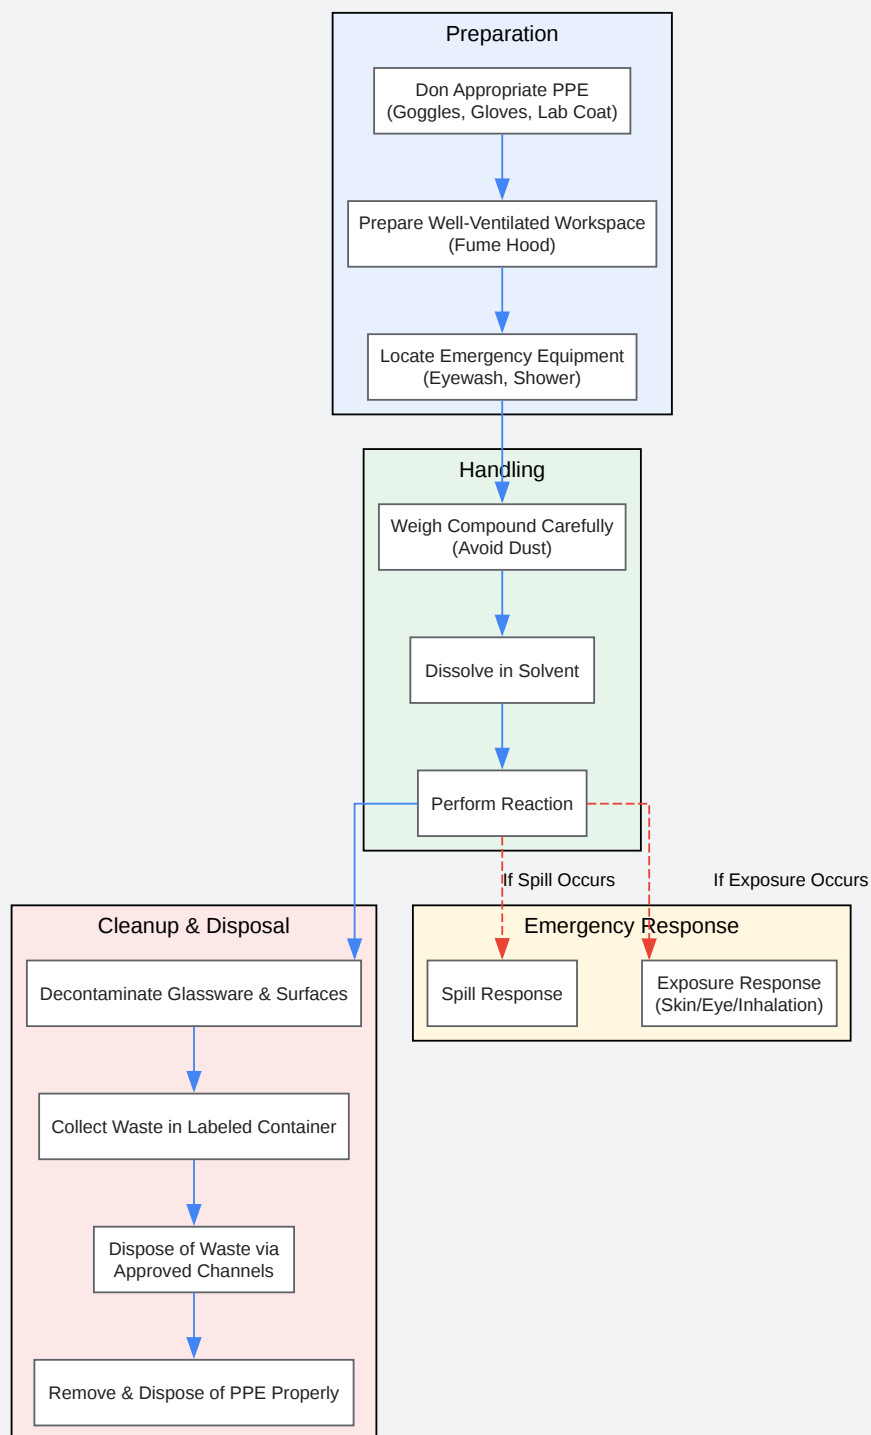 Preparation
Don Appropriate PPE
(Goggles, Gloves, Lab Coat)
Prepare Well-Ventilated Workspace
(Fume Hood)
Locate Emergency Equipment
(Eyewash, Shower)
Handling
Weigh Compound Carefully
(Avoid Dust)
Dissolve in Solvent
Perform Reaction
If Spill Occurs
If Exposure Occurs
Cleanup & Disposal
Decontaminate Glassware & Surfaces
Collect Waste in Labeled Container
Dispose of Waste via
Approved Channels
Remove & Dispose of PPE Properly
Emergency Response
Spill Response
Exposure Response
(Skin/Eye/Inhalation)